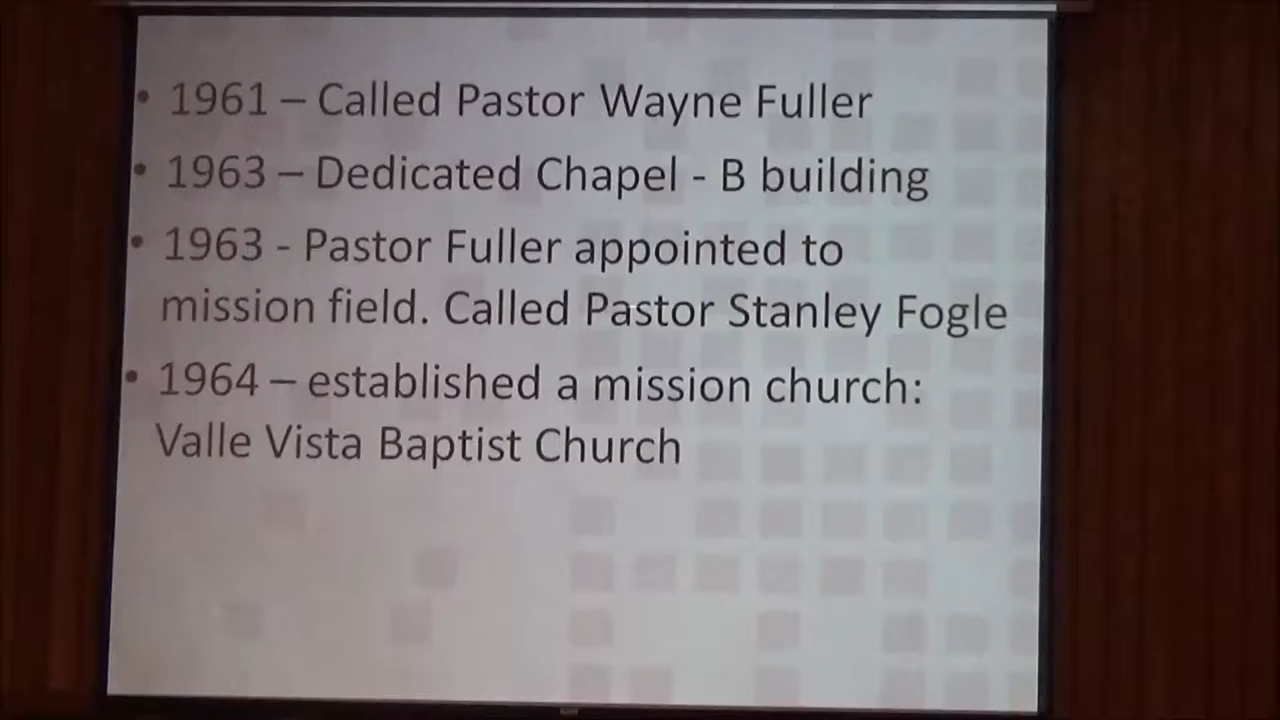 • 1961 – Called Pastor Wayne Fuller
• 1963 – Dedicated Chapel - B building
• 1963 - Pastor Fuller appointed to
mission field. Called Pastor Stanley Fogle
• 1964 – established a mission church:
Valle Vista Baptist Church